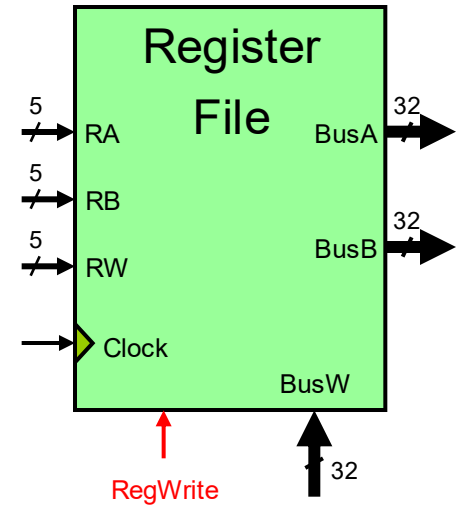 Register
File
5
RA
32
BusA
5
RB
32
BusB
5
RW
Clock
BusW
32
RegWrite